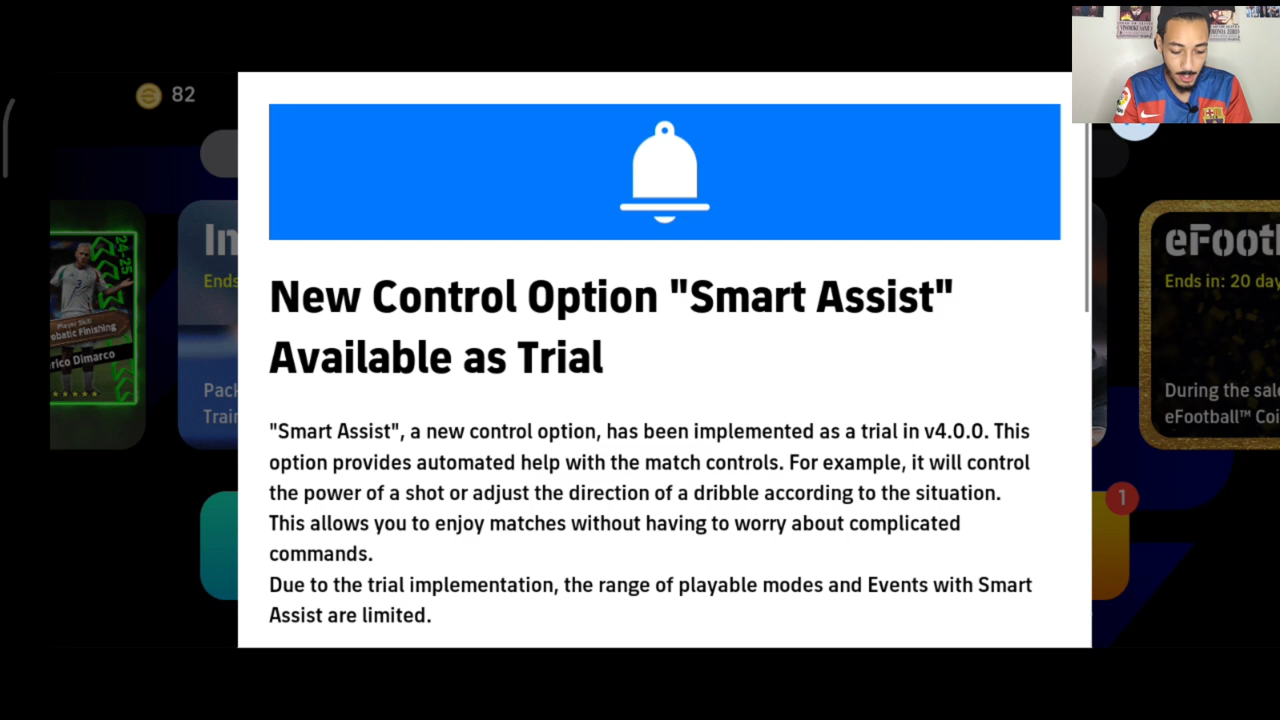 82
In
Ends
Pack
Train
24-25
Player Skill
obatic Finishing
rico Dimarco
New Control Option "Smart Assist"
Available as Trial
"Smart Assist", a new control option, has been implemented as a trial in v4.0.0. This
option provides automated help with the match controls. For example, it will control
the power of a shot or adjust the direction of a dribble according to the situation.
This allows you to enjoy matches without having to worry about complicated
commands.
Due to the trial implementation, the range of playable modes and Events with Smart
Assist are limited.
eFootl
Ends in: 20 day
During the sale
eFootball™ Coi
1